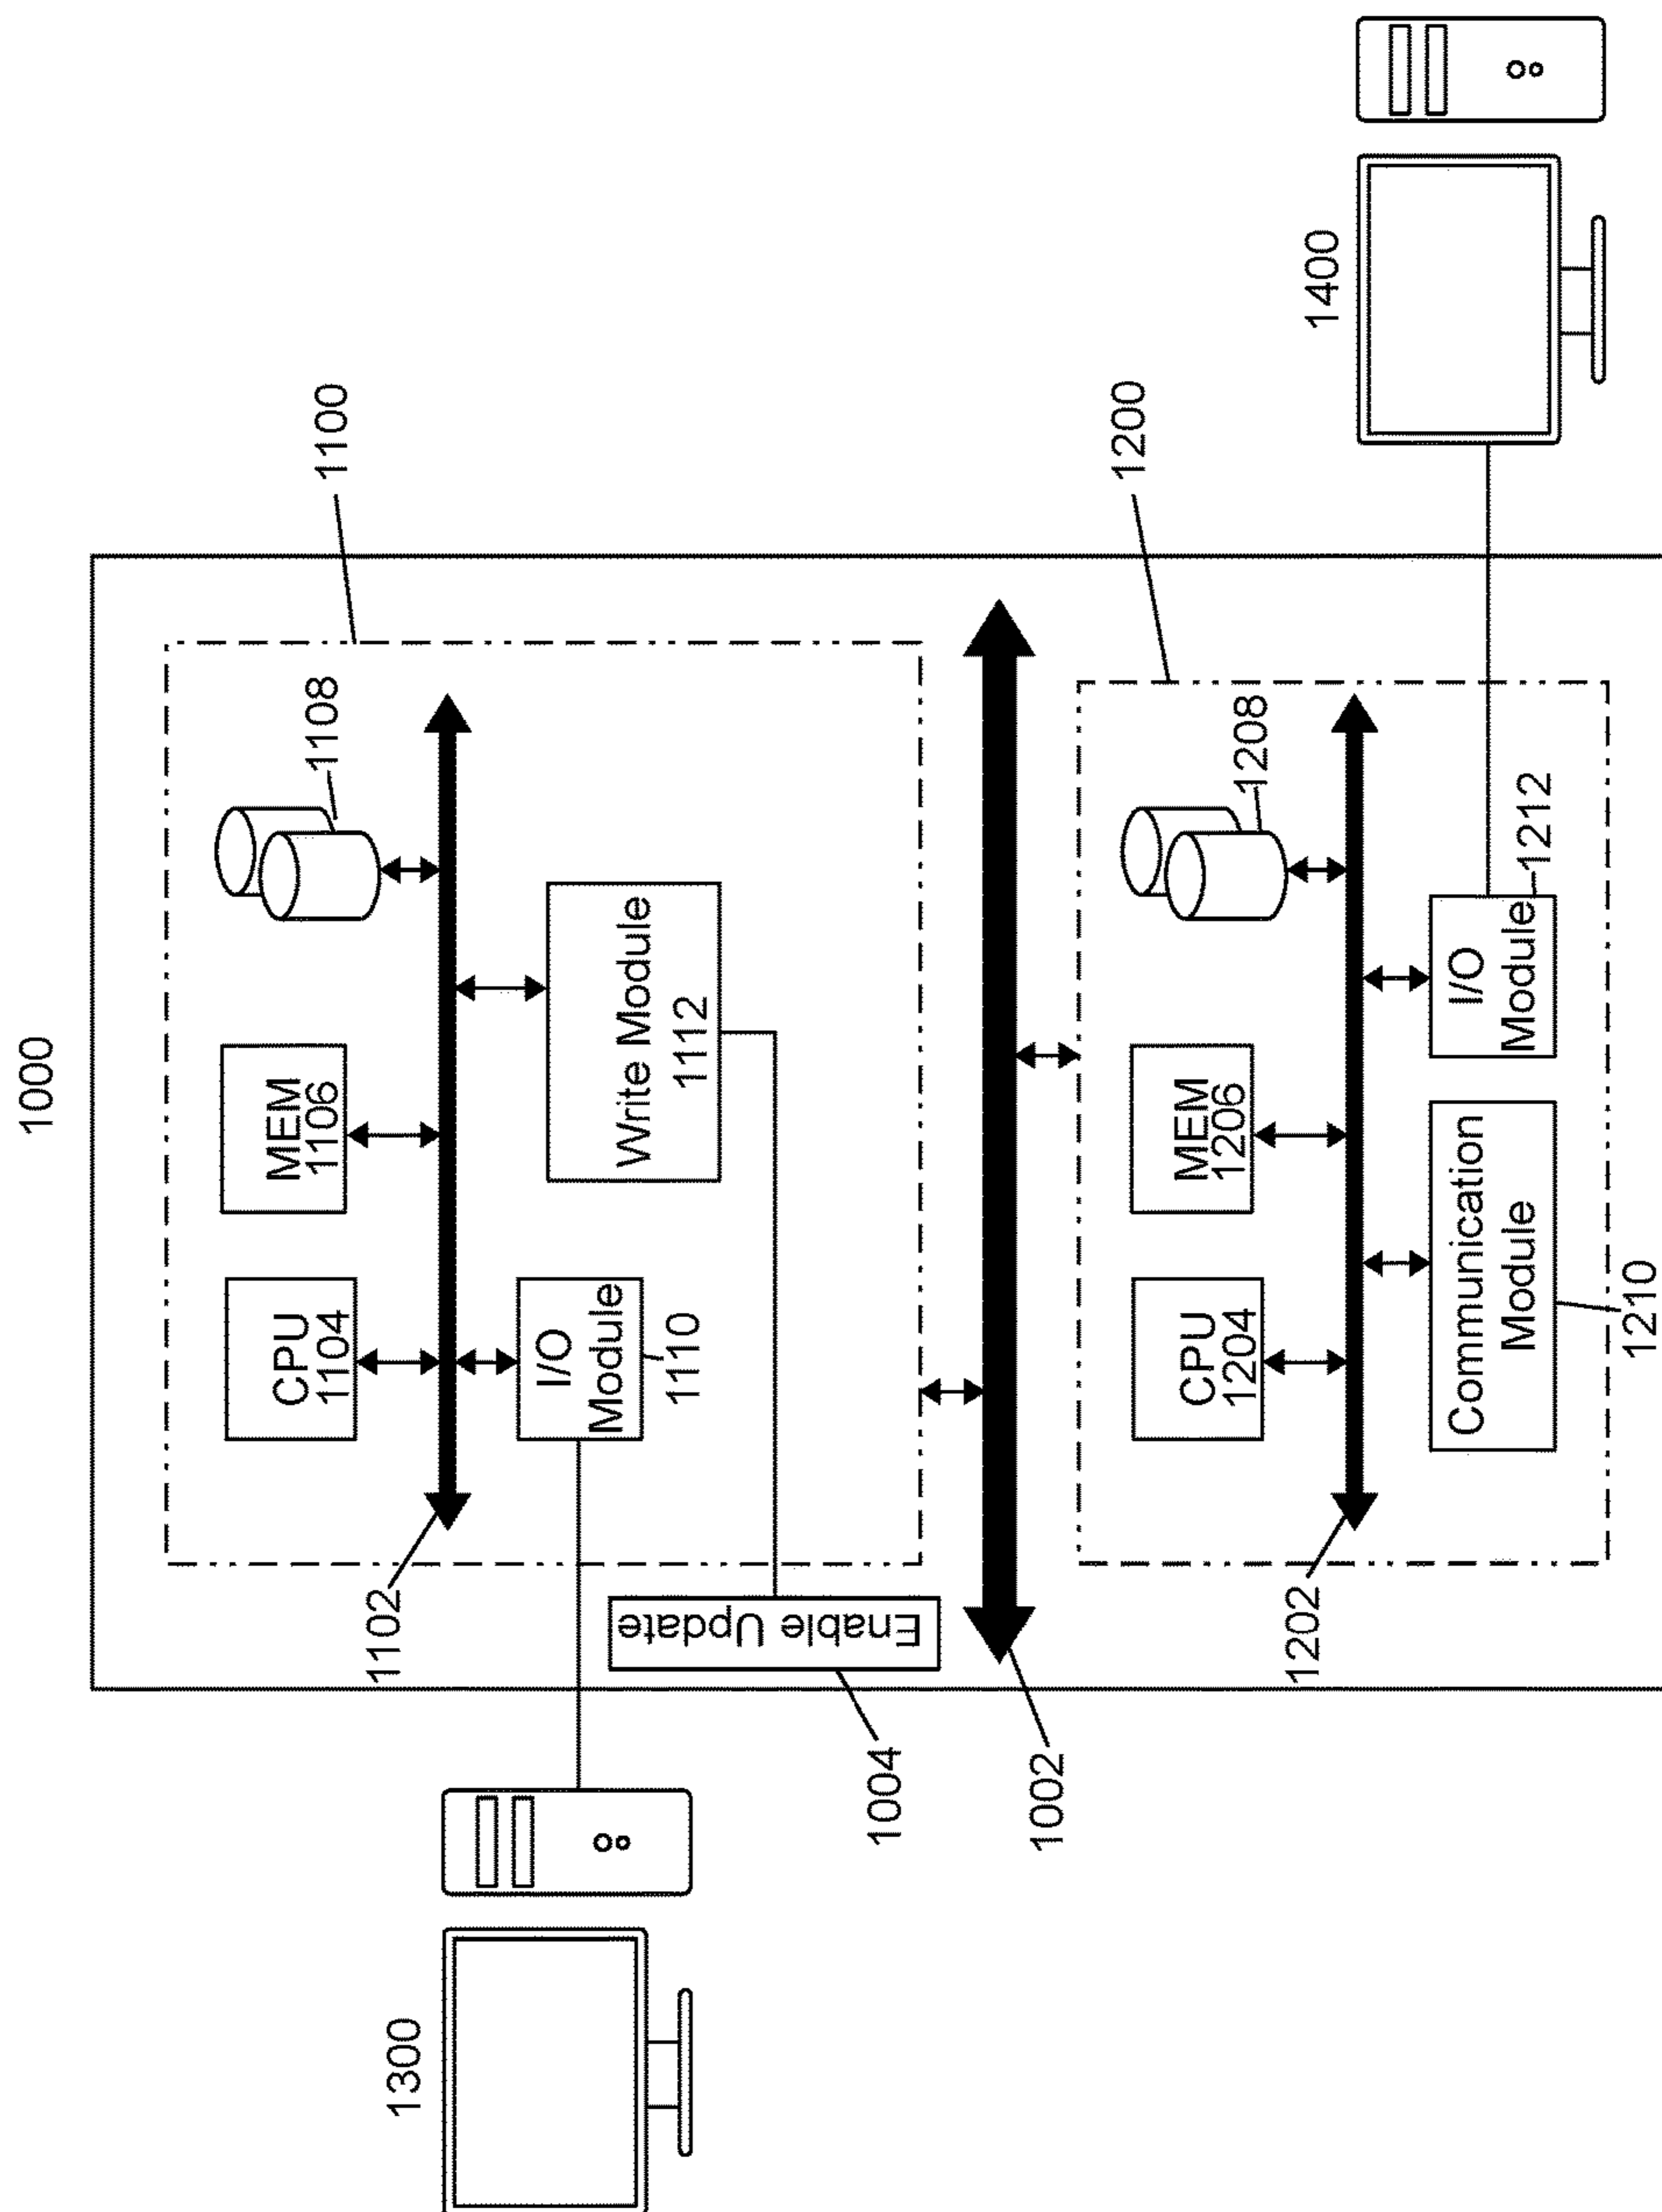 1000
1100
1102
CPU
1104
MEM
1106
1108
I/O
Module
1110
Write Module
1112
Enable Update
1004
1002
1300
1200
1202
CPU
1204
MEM
1206
1208
Communication
Module
1210
I/O
Module
1212
1400